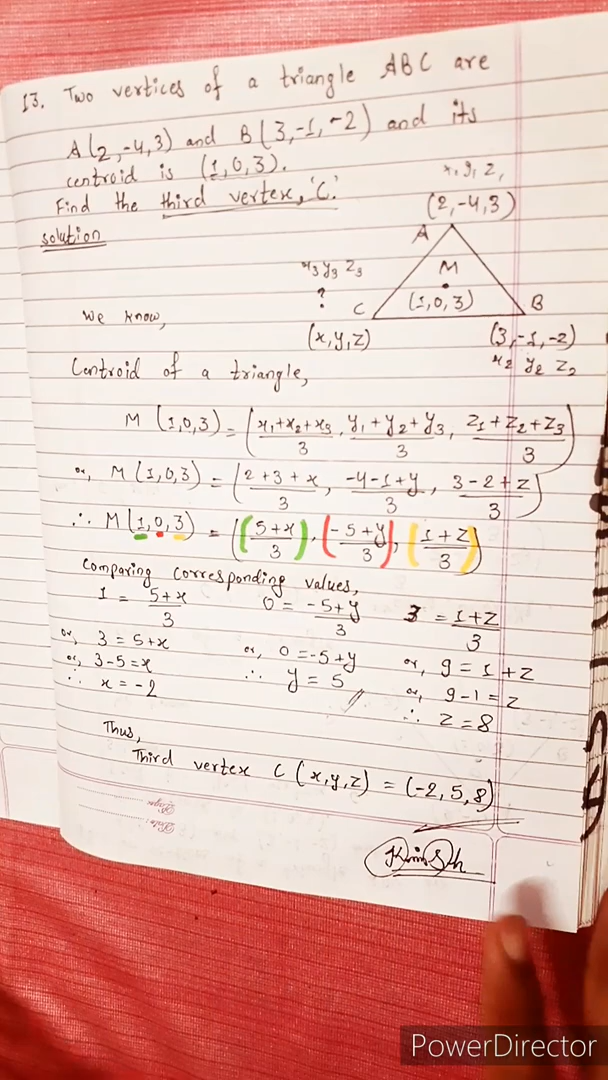 13. Two vertices of a triangle ABC are
A(2,-4,3) and B(3,-1,-2) and its
centroid is (1,0,3).
Find the third vertex, 'C'.
solution
x, y, z,
(2,-4,3)
A
M
(1,0,3)
x3 y3 z3
?
C
B
(x,y,z)
(3,-1,-2)
x2 y2 z2
We know,
Centroid of a triangle,
M (1,0,3) = (x1+x2+x3/3, y1+y2+y3/3, z1+z2+z3/3)
or, M (1,0,3) = (2+3+x/3, -4-1+y/3, 3-2+z/3)
∴ M (1,0,3) = ((5+x/3), (-5+y/3), (1+z/3))
Comparing corresponding values,
1 = 5+x/3 0 = -5+y/3 3 = 1+z/3
or, 3 = 5+x or, 0 = -5+y or, 9 = 1+z
or, 3-5 = x ∴ y = 5 or, 9-1 = z
∴ x = -2 ∴ z = 8
Thus,
Third vertex C (x,y,z) = (-2,5,8)
Date:
Page:
PowerDirector